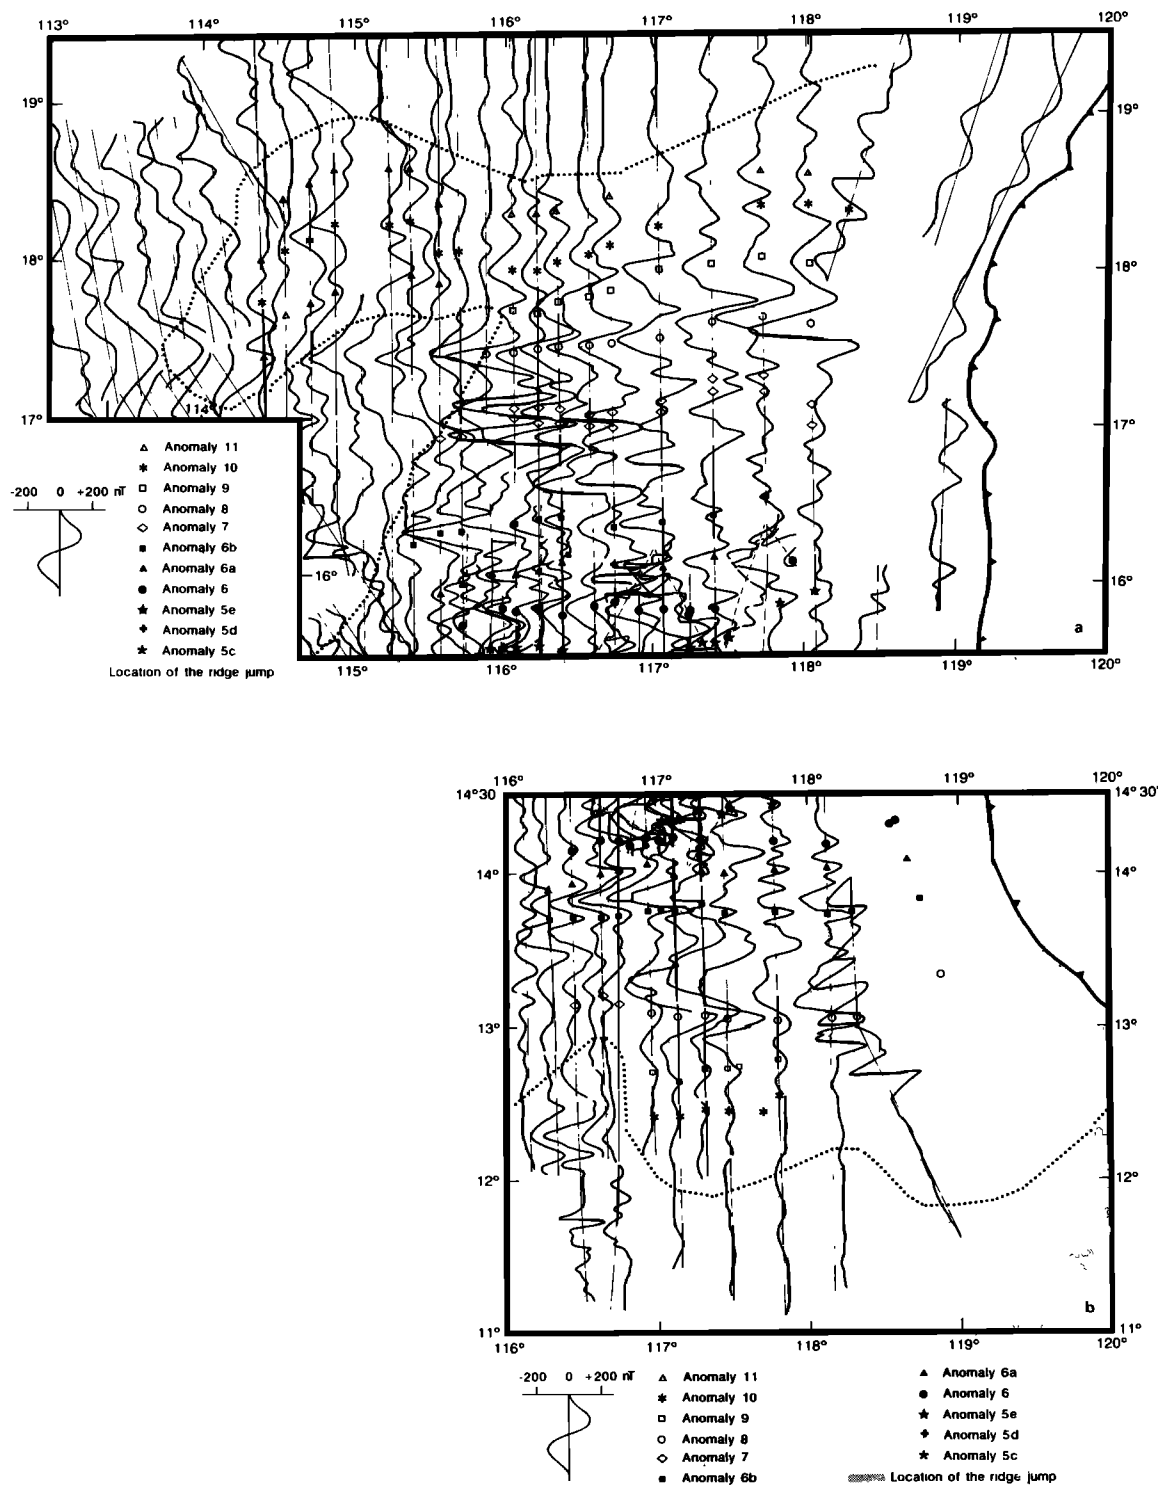 113° 114° 115° 116° 117° 118° 119° 120°
19° 19°
18° 18°
114°
17° 17°
16° 16°
a
115° 116° 117° 118° 119° 120°
-200 0 +200 nT
Anomaly 11
Anomaly 10
Anomaly 9
Anomaly 8
Anomaly 7
Anomaly 6b
Anomaly 6a
Anomaly 6
Anomaly 5e
Anomaly 5d
Anomaly 5c
Location of the ridge jump
116° 117° 118° 119° 120°
14°30 14°30'
14° 14°
13° 13°
12° 12°
b
11° 11°
116° 117° 118° 119° 120°
-200 0 +200 nT
Anomaly 11
Anomaly 10
Anomaly 9
Anomaly 8
Anomaly 7
Anomaly 6b
Anomaly 6a
Anomaly 6
Anomaly 5e
Anomaly 5d
Anomaly 5c
Location of the ridge jump